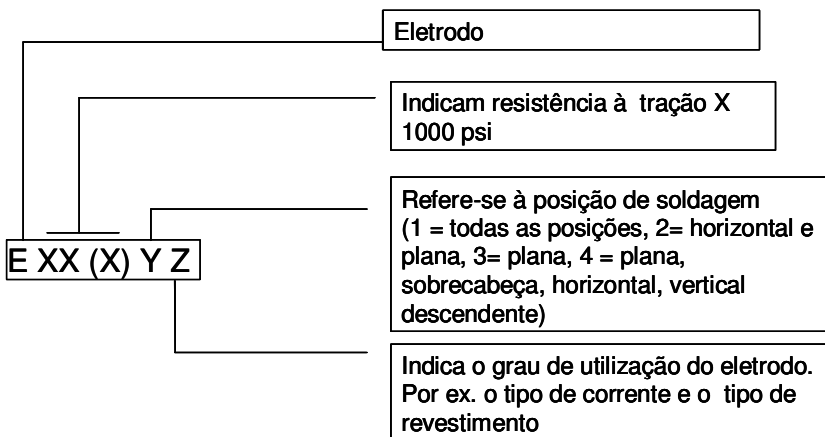 Eletrodo
Indicam resistência à tração X
1000 psi
Refere-se à posição de soldagem
(1 = todas as posições, 2= horizontal e
plana, 3= plana, 4 = plana,
sobrecabeça, horizontal, vertical
descendente)
E XX (X) Y Z
Indica o grau de utilização do eletrodo.
Por ex. o tipo de corrente e o tipo de
revestimento